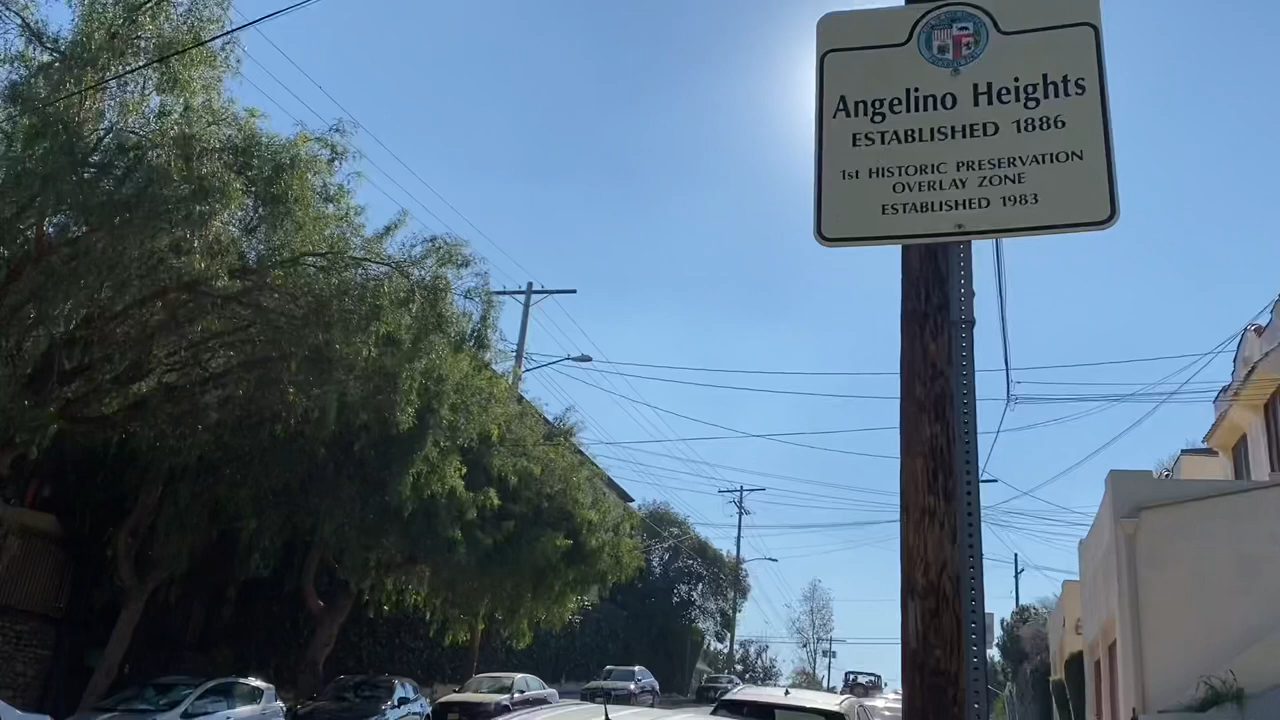 Angelino Heights
ESTABLISHED 1886
1st HISTORIC PRESERVATION
OVERLAY ZONE
ESTABLISHED 1983